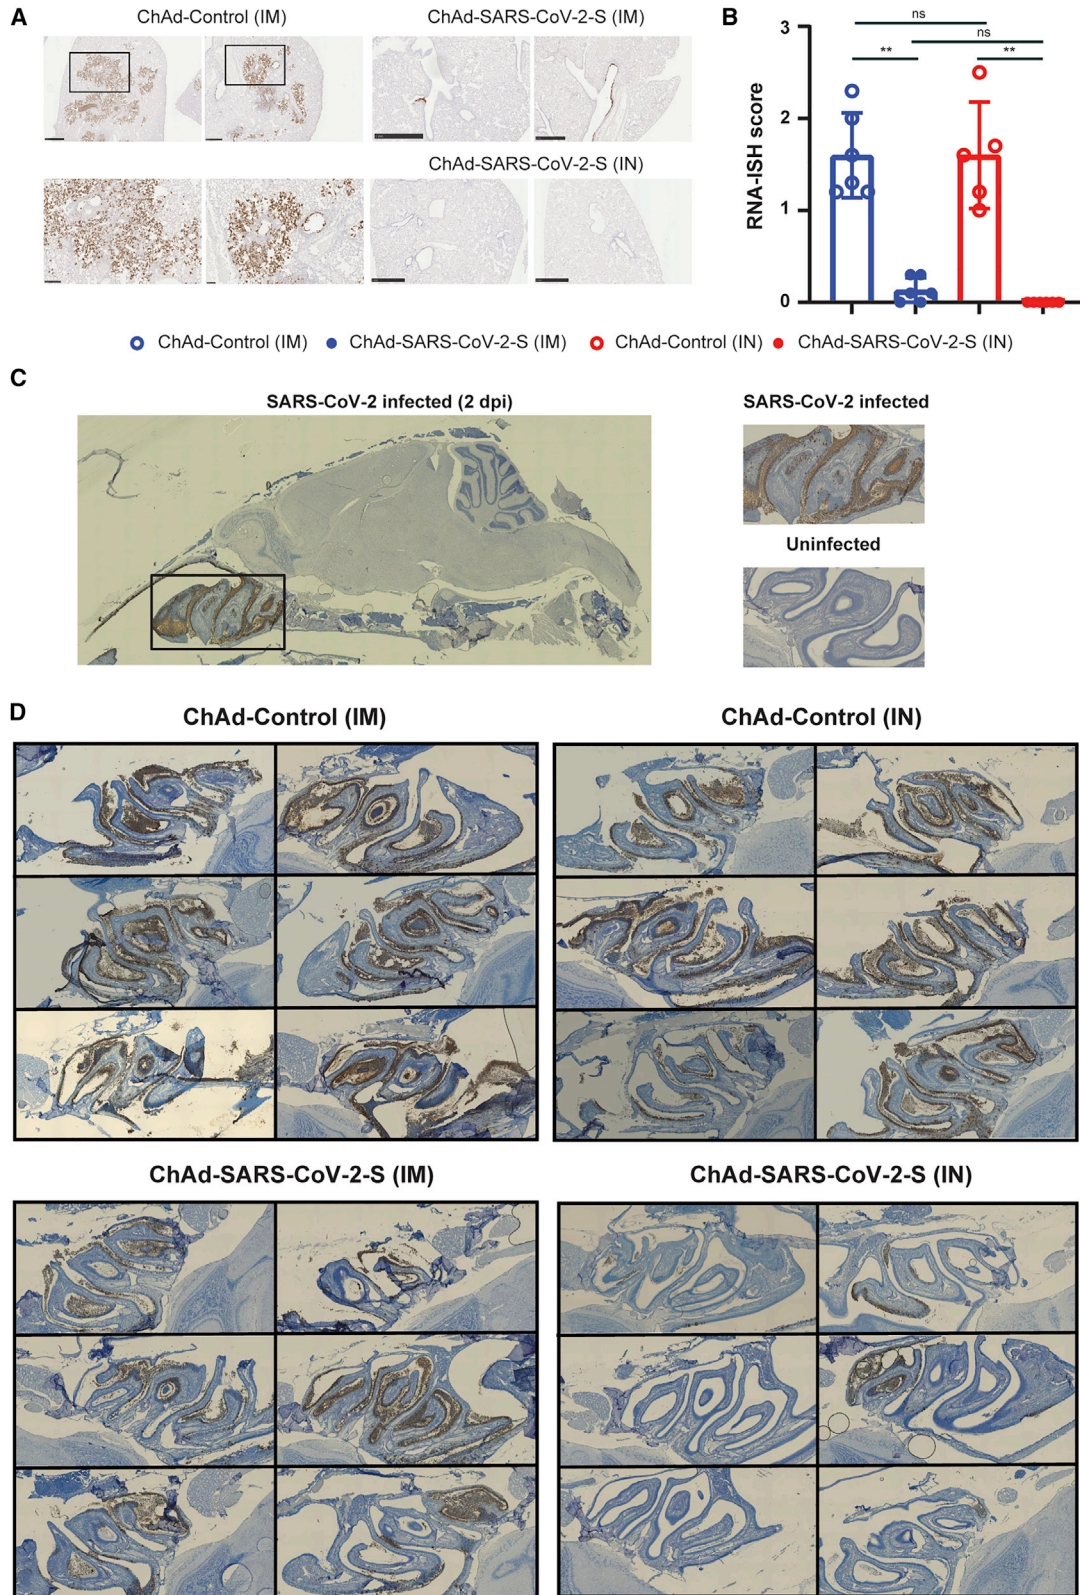 A
ChAd-Control (IM)
ChAd-SARS-CoV-2-S (IM)
ChAd-SARS-CoV-2-S (IN)
B
ns
ns
**
**
RNA-ISH score
3
2
1
0
ChAd-Control (IM)
ChAd-SARS-CoV-2-S (IM)
ChAd-Control (IN)
ChAd-SARS-CoV-2-S (IN)
C
SARS-CoV-2 infected (2 dpi)
SARS-CoV-2 infected
Uninfected
D
ChAd-Control (IM)
ChAd-Control (IN)
ChAd-SARS-CoV-2-S (IM)
ChAd-SARS-CoV-2-S (IN)